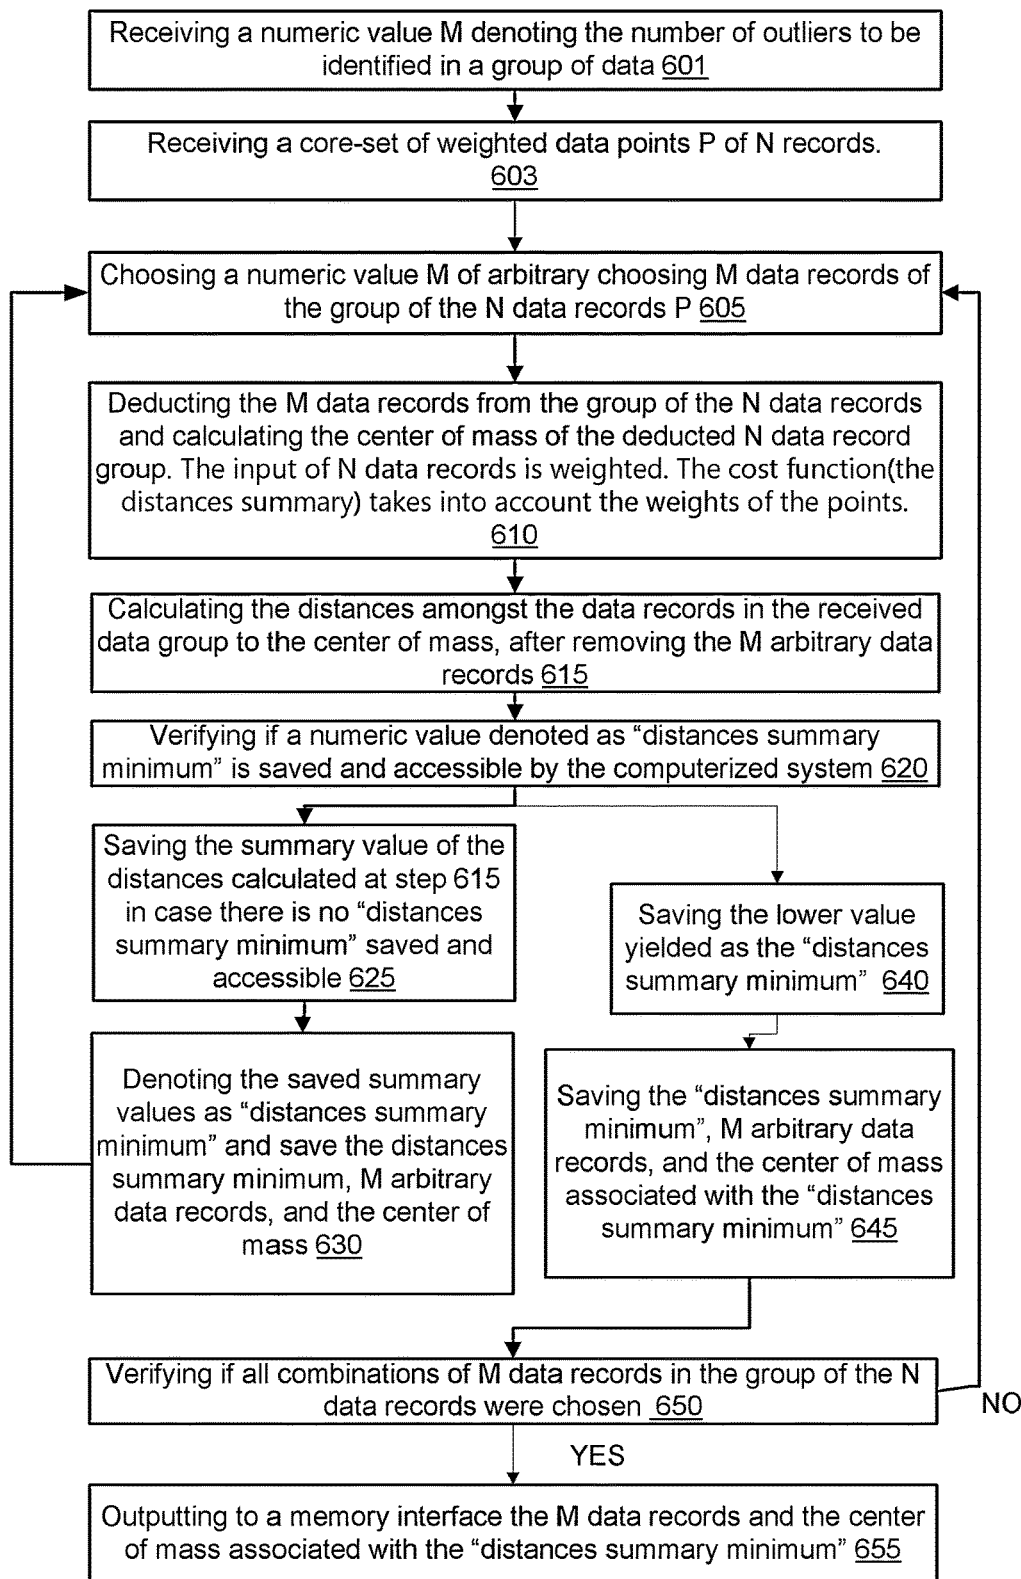 Receiving a numeric value M denoting the number of outliers to be
identified in a group of data 601
Receiving a core-set of weighted data points P of N records.
603
Choosing a numeric value M of arbitrary choosing M data records of
the group of the N data records P 605
Deducting the M data records from the group of the N data records
and calculating the center of mass of the deducted N data record
group. The input of N data records is weighted. The cost function(the
distances summary) takes into account the weights of the points.
610
Calculating the distances amongst the data records in the received
data group to the center of mass, after removing the M arbitrary data
records 615
Verifying if a numeric value denoted as “distances summary
minimum” is saved and accessible by the computerized system 620
Saving the summary value of the
distances calculated at step 615
in case there is no “distances
summary minimum” saved and
accessible 625
Saving the lower value
yielded as the “distances
summary minimum” 640
Denoting the saved summary
values as “distances summary
minimum” and save the distances
summary minimum, M arbitrary
data records, and the center of
mass 630
Saving the “distances summary
minimum”, M arbitrary data
records, and the center of mass
associated with the “distances
summary minimum” 645
Verifying if all combinations of M data records in the group of the N
data records were chosen 650
NO
YES
Outputting to a memory interface the M data records and the center
of mass associated with the “distances summary minimum” 655